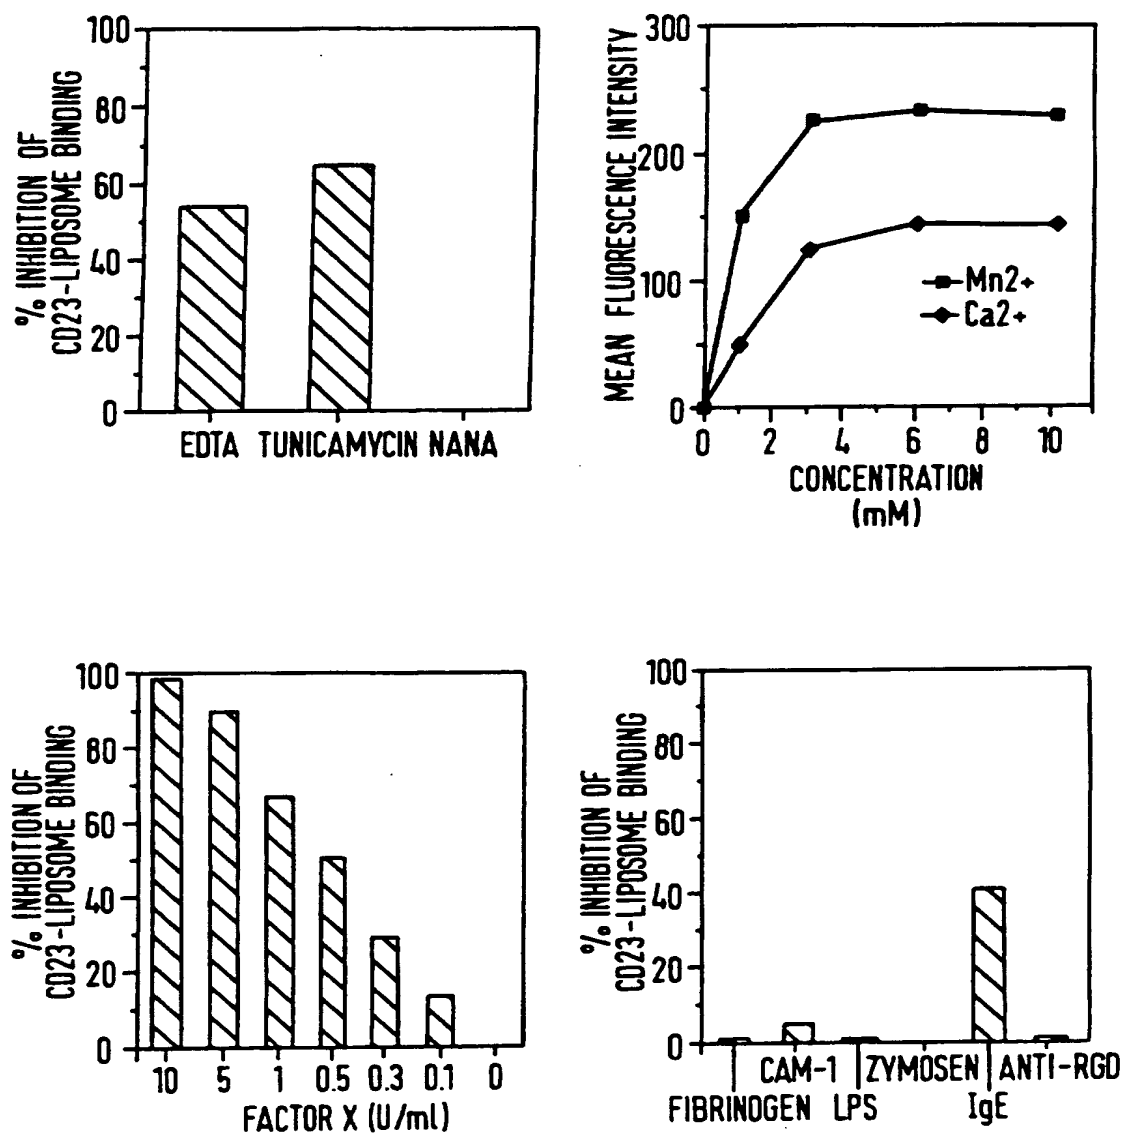 % INHIBITION OF
CD23-LIPOSOME BINDING
100
80
60
40
20
0
EDTA TUNICAMYCIN NANA
MEAN FLUORESCENCE INTENSITY
300
200
100
0
Mn2+
Ca2+
0 2 4 6 8 10
CONCENTRATION
(mM)
% INHIBITION OF
CD23-LIPOSOME BINDING
100
80
60
40
20
0
10 5 1 0.5 0.3 0.1 0
FACTOR X (U/ml)
% INHIBITION OF
CD23-LIPOSOME BINDING
100
80
60
40
20
0
CAM-1 ZYMOSEN ANTI-RGD
FIBRINOGEN LPS IgE